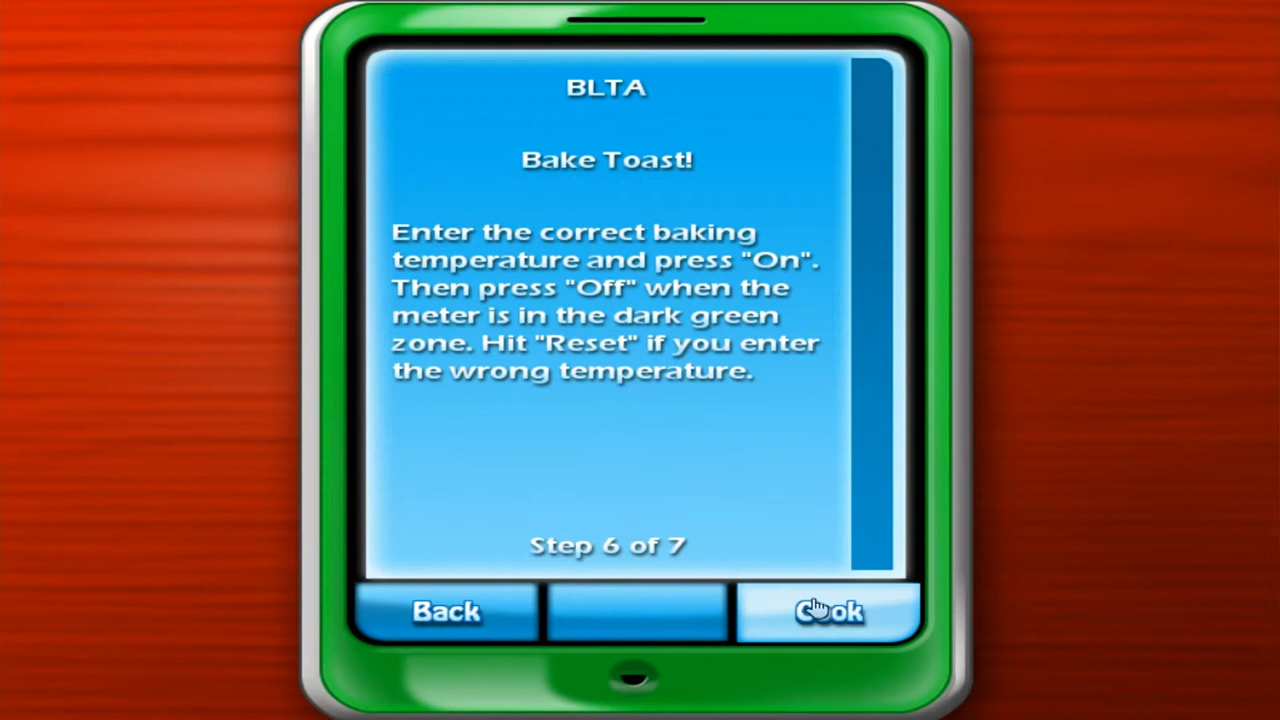 BLTA
Bake Toast!
Enter the correct baking
temperature and press "On".
Then press "Off" when the
meter is in the dark green
zone. Hit "Reset" if you enter
the wrong temperature.
Step 6 of 7
Back
Cook